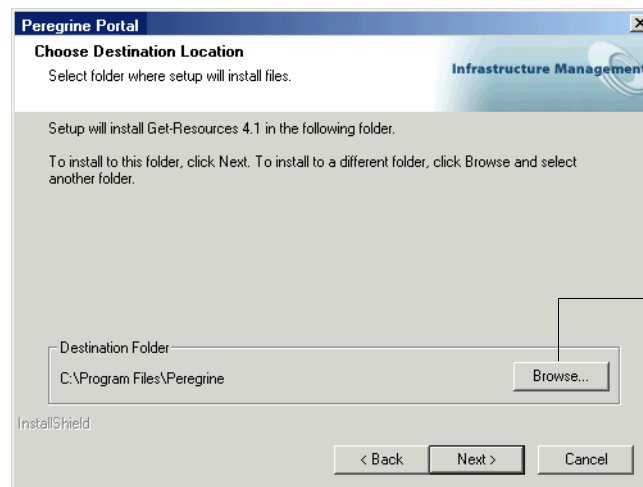 Peregrine Portal
Choose Destination Location
Select folder where setup will install files.
Infrastructure Management
Setup will install Get-Resources 4.1 in the following folder.
To install to this folder, click Next. To install to a different folder, click Browse and select
another folder.
Destination Folder
C:\Program Files\Peregrine
Browse...
InstallShield
< Back
Next >
Cancel